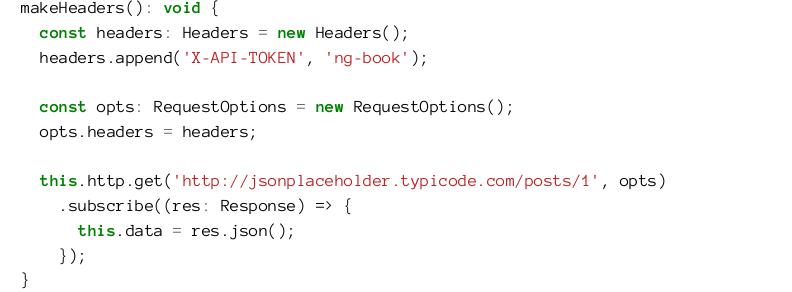 makeHeaders(): void {
  const headers: Headers = new Headers();
  headers.append('X-API-TOKEN', 'ng-book');

  const opts: RequestOptions = new RequestOptions();
  opts.headers = headers;

  this.http.get('http://jsonplaceholder.typicode.com/posts/1', opts)
    .subscribe((res: Response) => {
      this.data = res.json();
    });
}